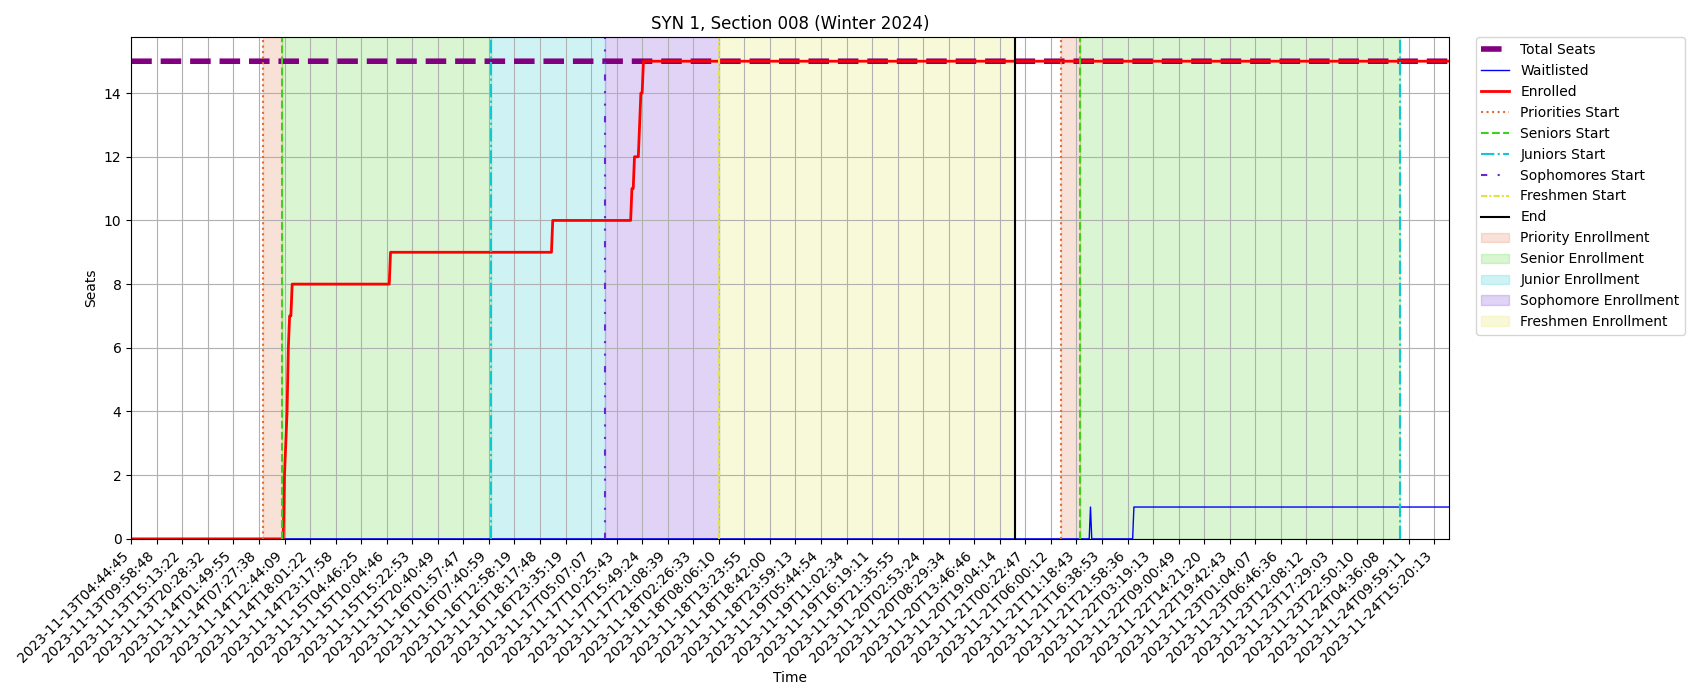 SYN 1, Section 008 (Winter 2024)
Seats
14
12
10
8
6
4
2
0
2023-11-13T04:44:45
2023-11-13T09:58:48
2023-11-13T15:13:22
2023-11-13T20:28:32
2023-11-14T01:49:55
2023-11-14T07:27:38
2023-11-14T12:44:09
2023-11-14T18:01:22
2023-11-14T23:17:58
2023-11-15T04:46:25
2023-11-15T10:04:46
2023-11-15T15:22:53
2023-11-15T20:40:49
2023-11-16T01:57:47
2023-11-16T07:40:59
2023-11-16T12:58:19
2023-11-16T18:17:48
2023-11-16T23:35:19
2023-11-17T05:07:07
2023-11-17T10:25:43
2023-11-17T15:49:24
2023-11-17T21:08:39
2023-11-18T02:26:33
2023-11-18T08:06:10
2023-11-18T13:23:55
2023-11-18T18:42:00
2023-11-18T23:59:13
2023-11-19T05:44:54
2023-11-19T11:02:34
2023-11-19T16:19:11
2023-11-19T21:35:55
2023-11-20T02:53:24
2023-11-20T08:29:34
2023-11-20T13:46:46
2023-11-20T19:04:14
2023-11-21T00:22:47
2023-11-21T06:00:12
2023-11-21T11:18:43
2023-11-21T16:38:53
2023-11-21T21:58:36
2023-11-22T03:19:13
2023-11-22T09:00:49
2023-11-22T14:21:20
2023-11-22T19:42:43
2023-11-23T01:04:07
2023-11-23T06:46:36
2023-11-23T12:08:12
2023-11-23T17:29:03
2023-11-23T22:50:10
2023-11-24T04:36:08
2023-11-24T09:59:11
2023-11-24T15:20:13
Time
Total Seats
Waitlisted
Enrolled
Priorities Start
Seniors Start
Juniors Start
Sophomores Start
Freshmen Start
End
Priority Enrollment
Senior Enrollment
Junior Enrollment
Sophomore Enrollment
Freshmen Enrollment